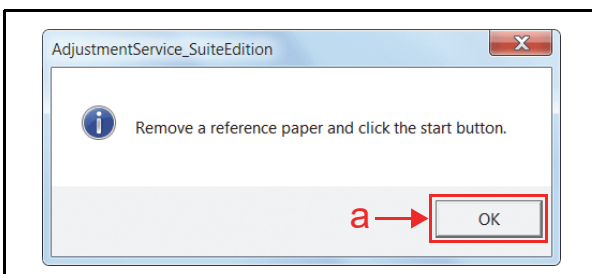 AdjustmentService_SuiteEdition
Remove a reference paper and click the start button.
a
OK